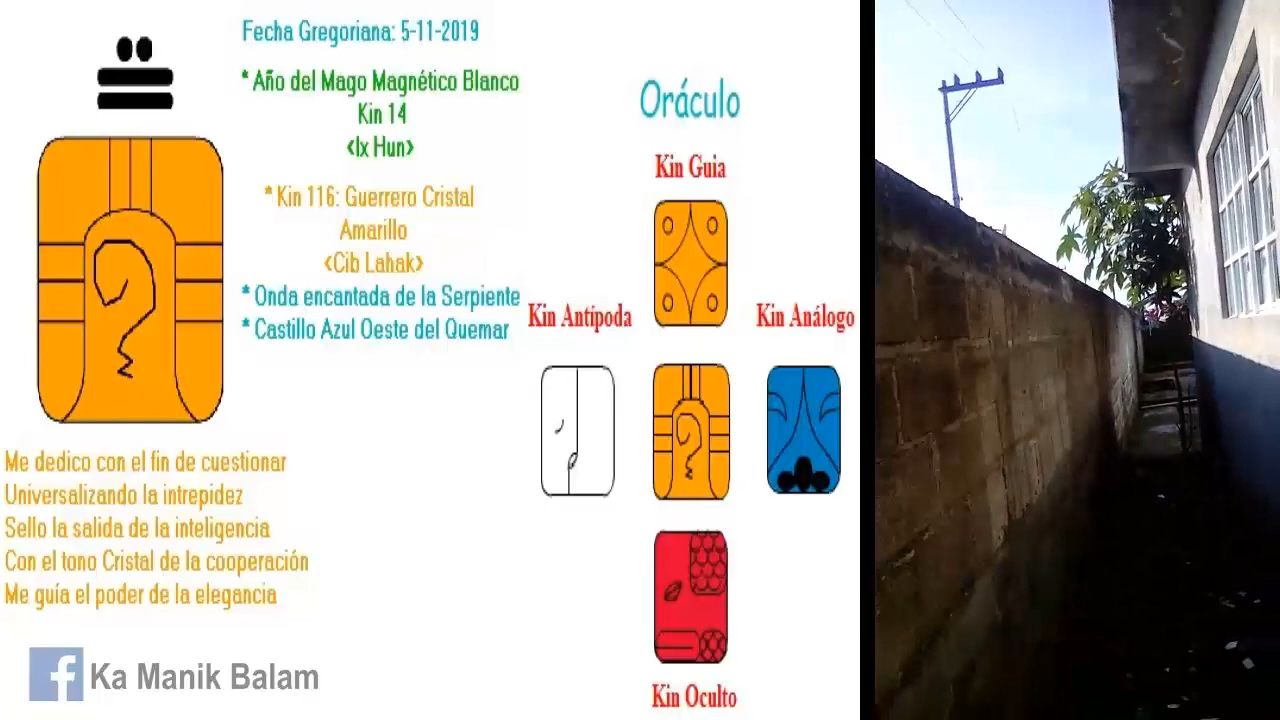 Fecha Gregoriana: 5-11-2019
* Año del Mago Magnético Blanco
Kin 14
<Ix Hun>
* Kin 116: Guerrero Cristal
Amarillo
<Cib Lahak>
* Onda encantada de la Serpiente
* Castillo Azul Oeste del Quemar
Me dedico con el fin de cuestionar
Universalizando la intrepidez
Sello la salida de la inteligencia
Con el tono Cristal de la cooperación
Me guía el poder de la elegancia
Ka Manik Balam
Oráculo
Kin Guia
Kin Antípoda
Kin Análogo
Kin Oculto